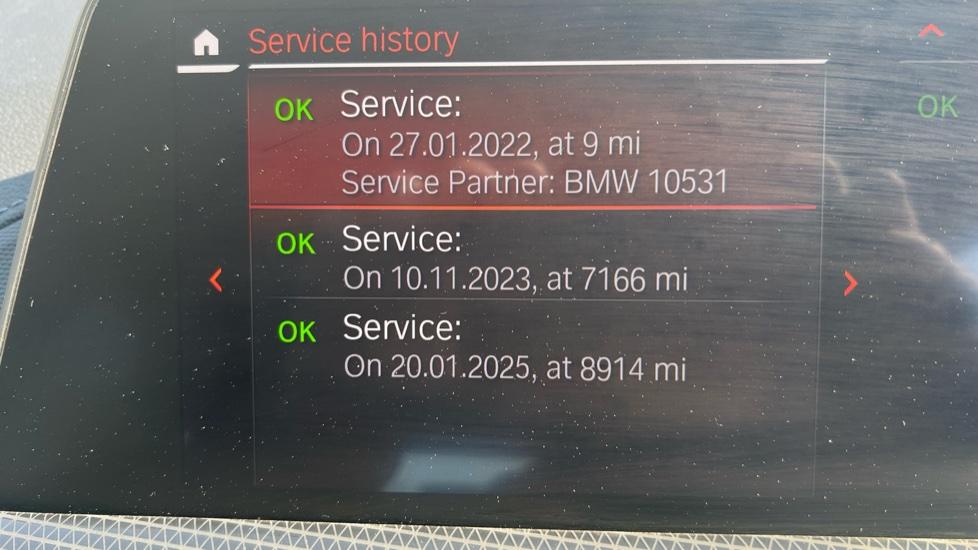 Service history
OK Service:
On 27.01.2022, at 9 mi
Service Partner: BMW 10531
OK Service:
On 10.11.2023, at 7166 mi
OK Service:
On 20.01.2025, at 8914 mi
OK